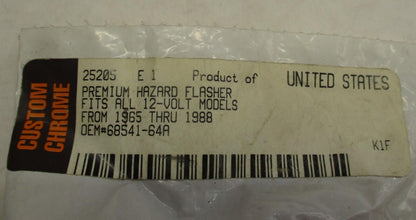 CUSTOM
CHROME
25205 E 1 Product of UNITED STATES
PREMIUM HAZARD FLASHER
FITS ALL 12-VOLT MODELS
FROM 1965 THRU 1988
OEM#68541-64A
K1F